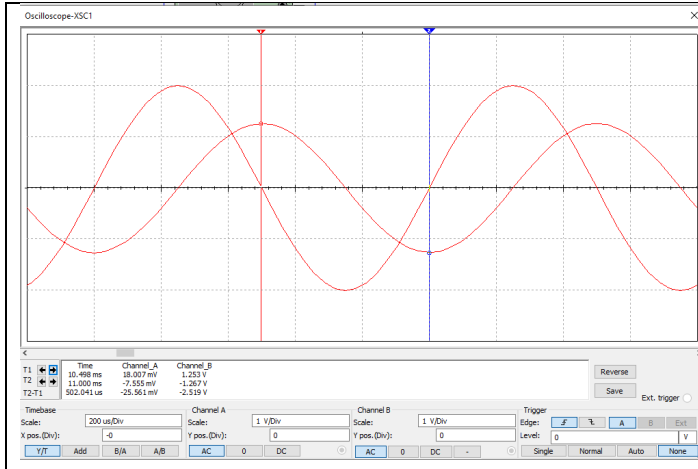 Oscilloscope-XSC1
1
2
T1
T2
T2-T1
Time Channel_A Channel_B
10.498 ms 18.007 mV 1.253 V
11.000 ms -7.555 mV -1.267 V
502.041 us -25.561 mV -2.519 V
Reverse
Save
Ext. trigger
Timebase
Scale: 200 us/Div
X pos.(Div): -0
Y/T Add B/A A/B
Channel A
Scale: 1 V/Div
Y pos.(Div): 0
AC 0 DC
Channel B
Scale: 1 V/Div
Y pos.(Div): 0
AC 0 DC -
Trigger
Edge: A B Ext
Level: 0 V
Single Normal Auto None